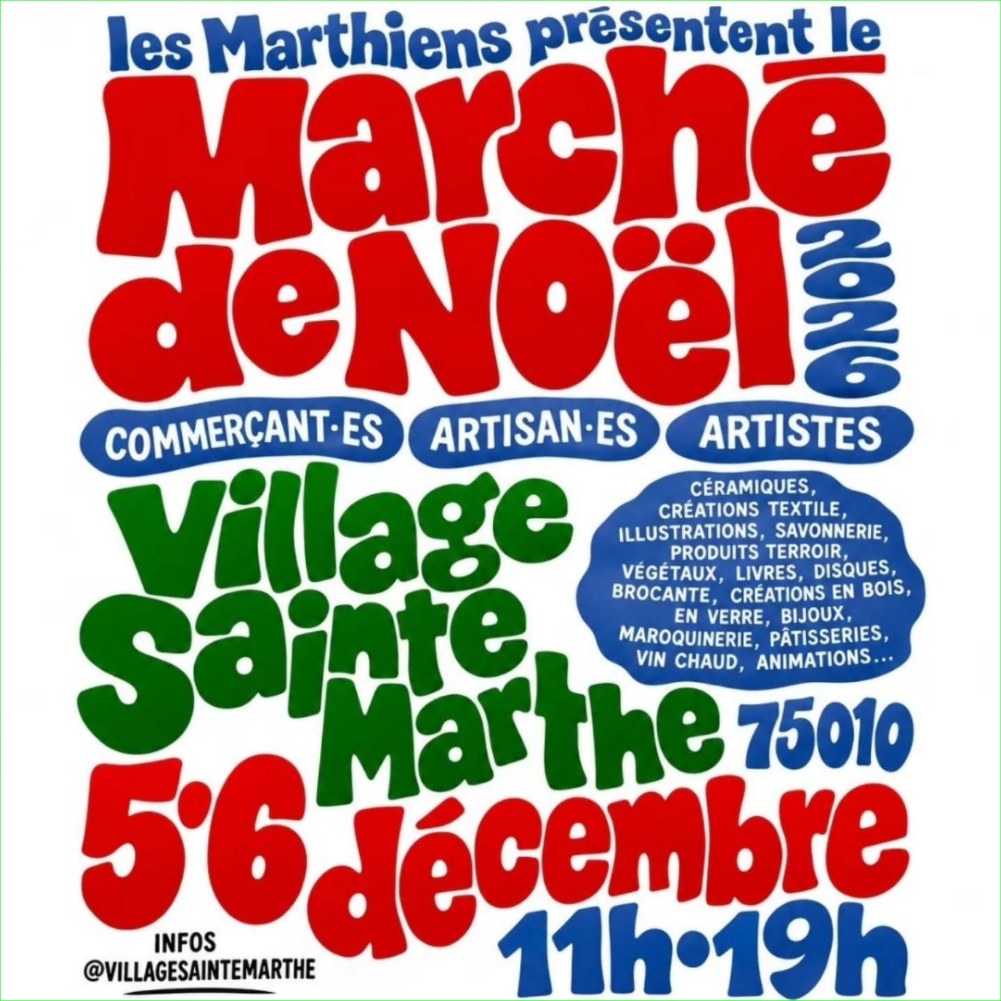 les Marthiens présentent le
Marché
de Noël
2026
COMMERÇANT·ES ARTISAN·ES ARTISTES
Village
Sainte
Marthe
CÉRAMIQUES,
CRÉATIONS TEXTILE,
ILLUSTRATIONS, SAVONNERIE,
PRODUITS TERROIR,
VÉGÉTAUX, LIVRES, DISQUES,
BROCANTE, CRÉATIONS EN BOIS,
EN VERRE, BIJOUX,
MAROQUINERIE, PÂTISSERIES,
VIN CHAUD, ANIMATIONS...
75010
5·6 décembre
11h·19h
INFOS
@VILLAGESAINTEMARTHE